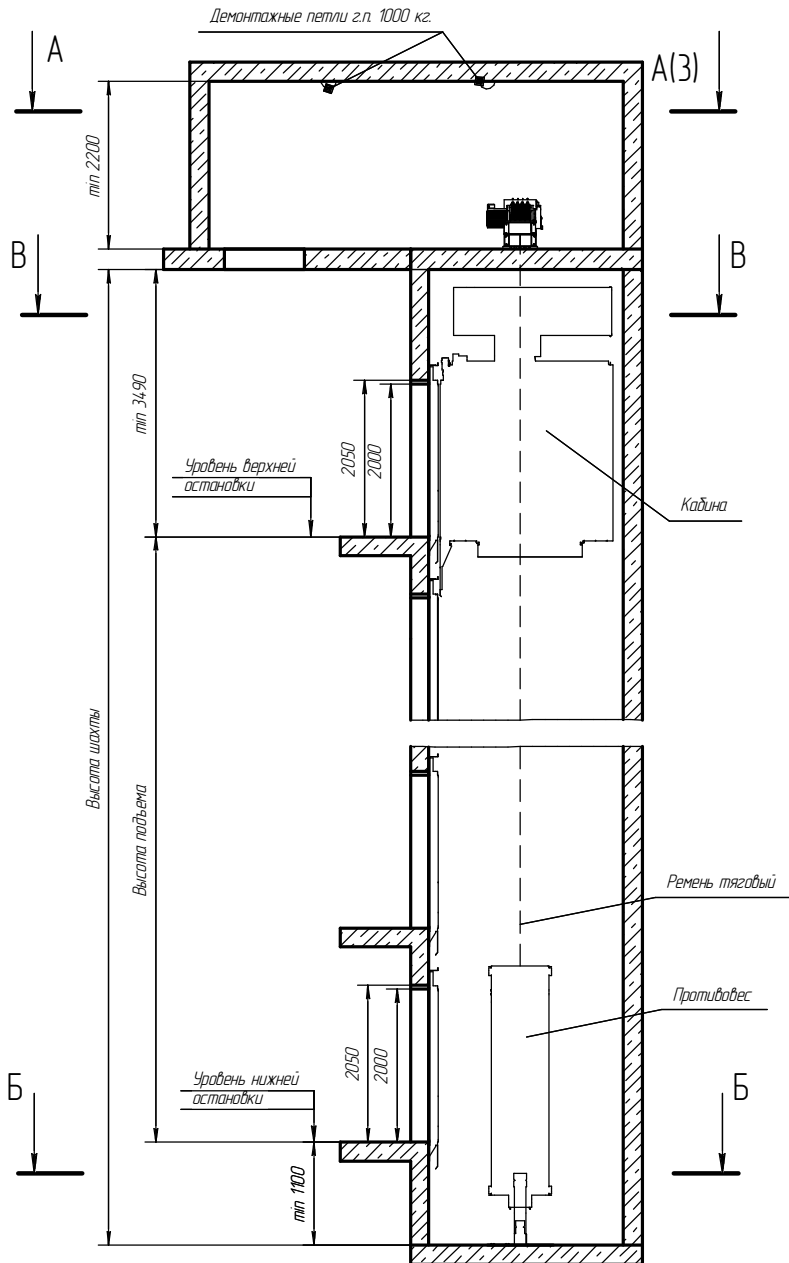 Демонтажные петли г.п. 1000 кг.
А
А(3)
min 2200
В
В
min 3490
2050
2000
Уровень верхней
остановки
Кабина
Высота шахты
Высота подъема
Ремень тяговый
Противовес
2050
2000
Уровень нижней
остановки
Б
Б
min 1100